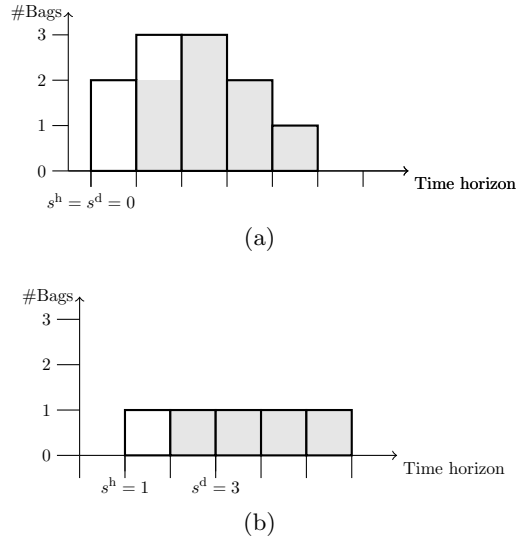 #Bags
3
2
1
0
Time horizon
s^h = s^d = 0
(a)
#Bags
3
2
1
0
Time horizon
s^h = 1 s^d = 3
(b)